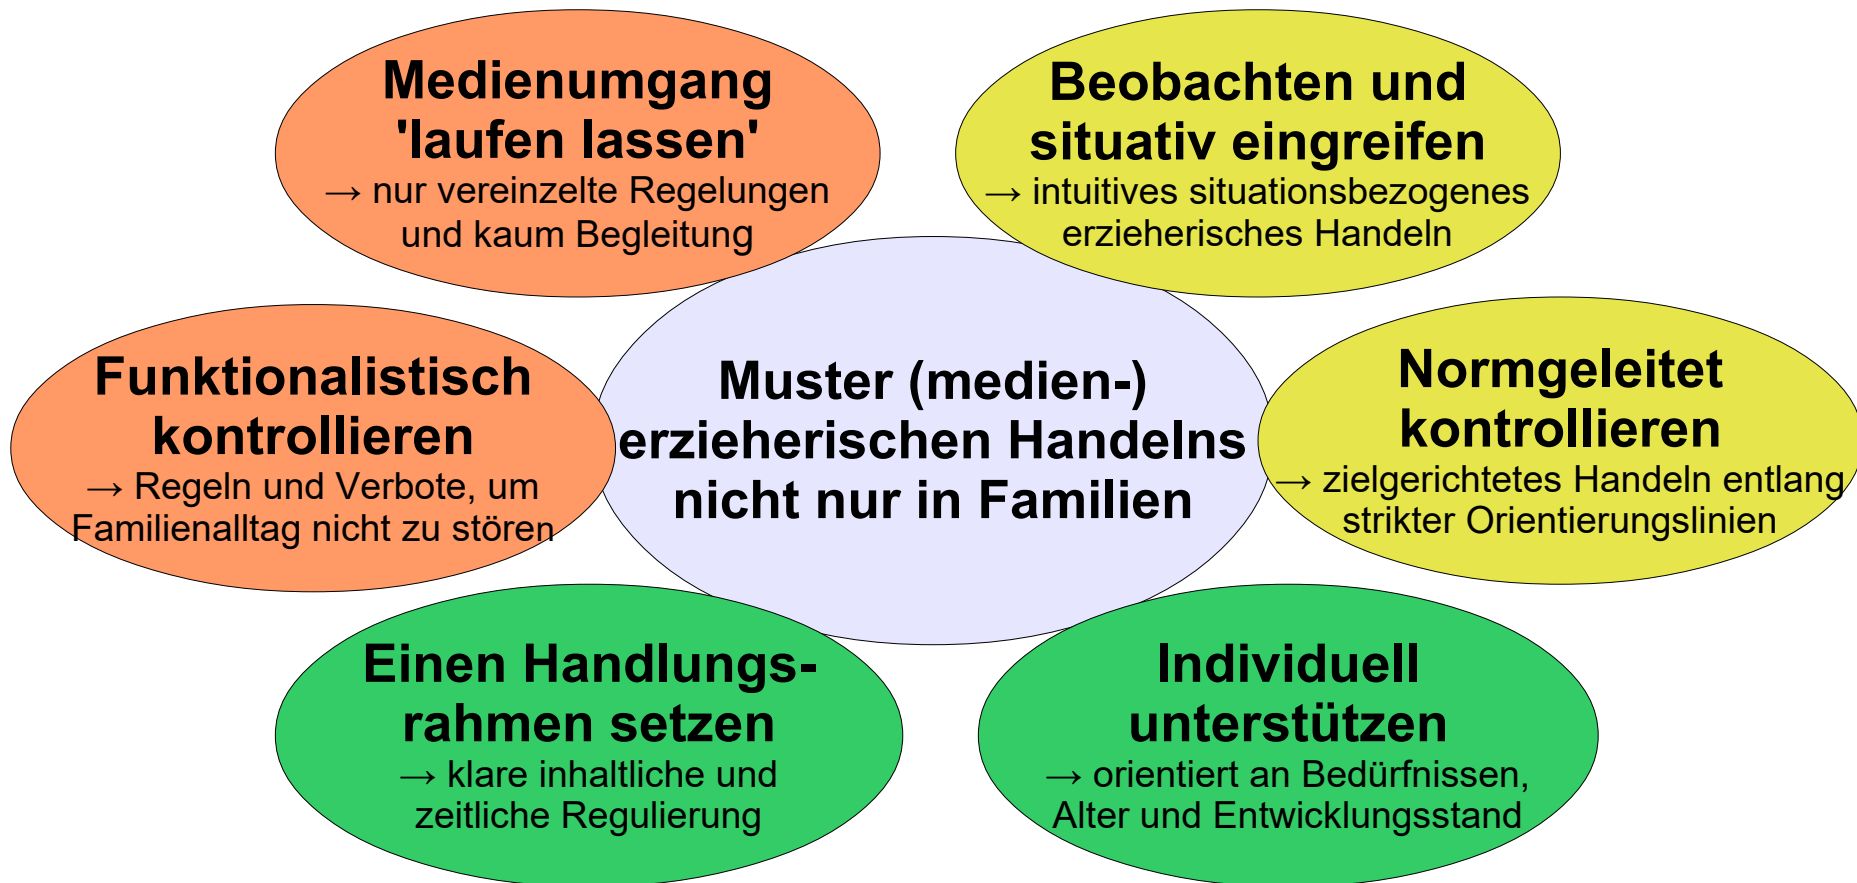 Medienumgang
'laufen lassen'
→ nur vereinzelte Regelungen
und kaum Begleitung
Beobachten und
situativ eingreifen
→ intuitives situationsbezogenes
erzieherisches Handeln
Funktionalistisch
kontrollieren
→ Regeln und Verbote, um
Familienalltag nicht zu stören
Muster (medien-)
erzieherischen Handelns
nicht nur in Familien
Normgeleitet
kontrollieren
→ zielgerichtetes Handeln entlang
strikter Orientierungslinien
Einen Handlungs-
rahmen setzen
→ klare inhaltliche und
zeitliche Regulierung
Individuell
unterstützen
→ orientiert an Bedürfnissen,
Alter und Entwicklungsstand